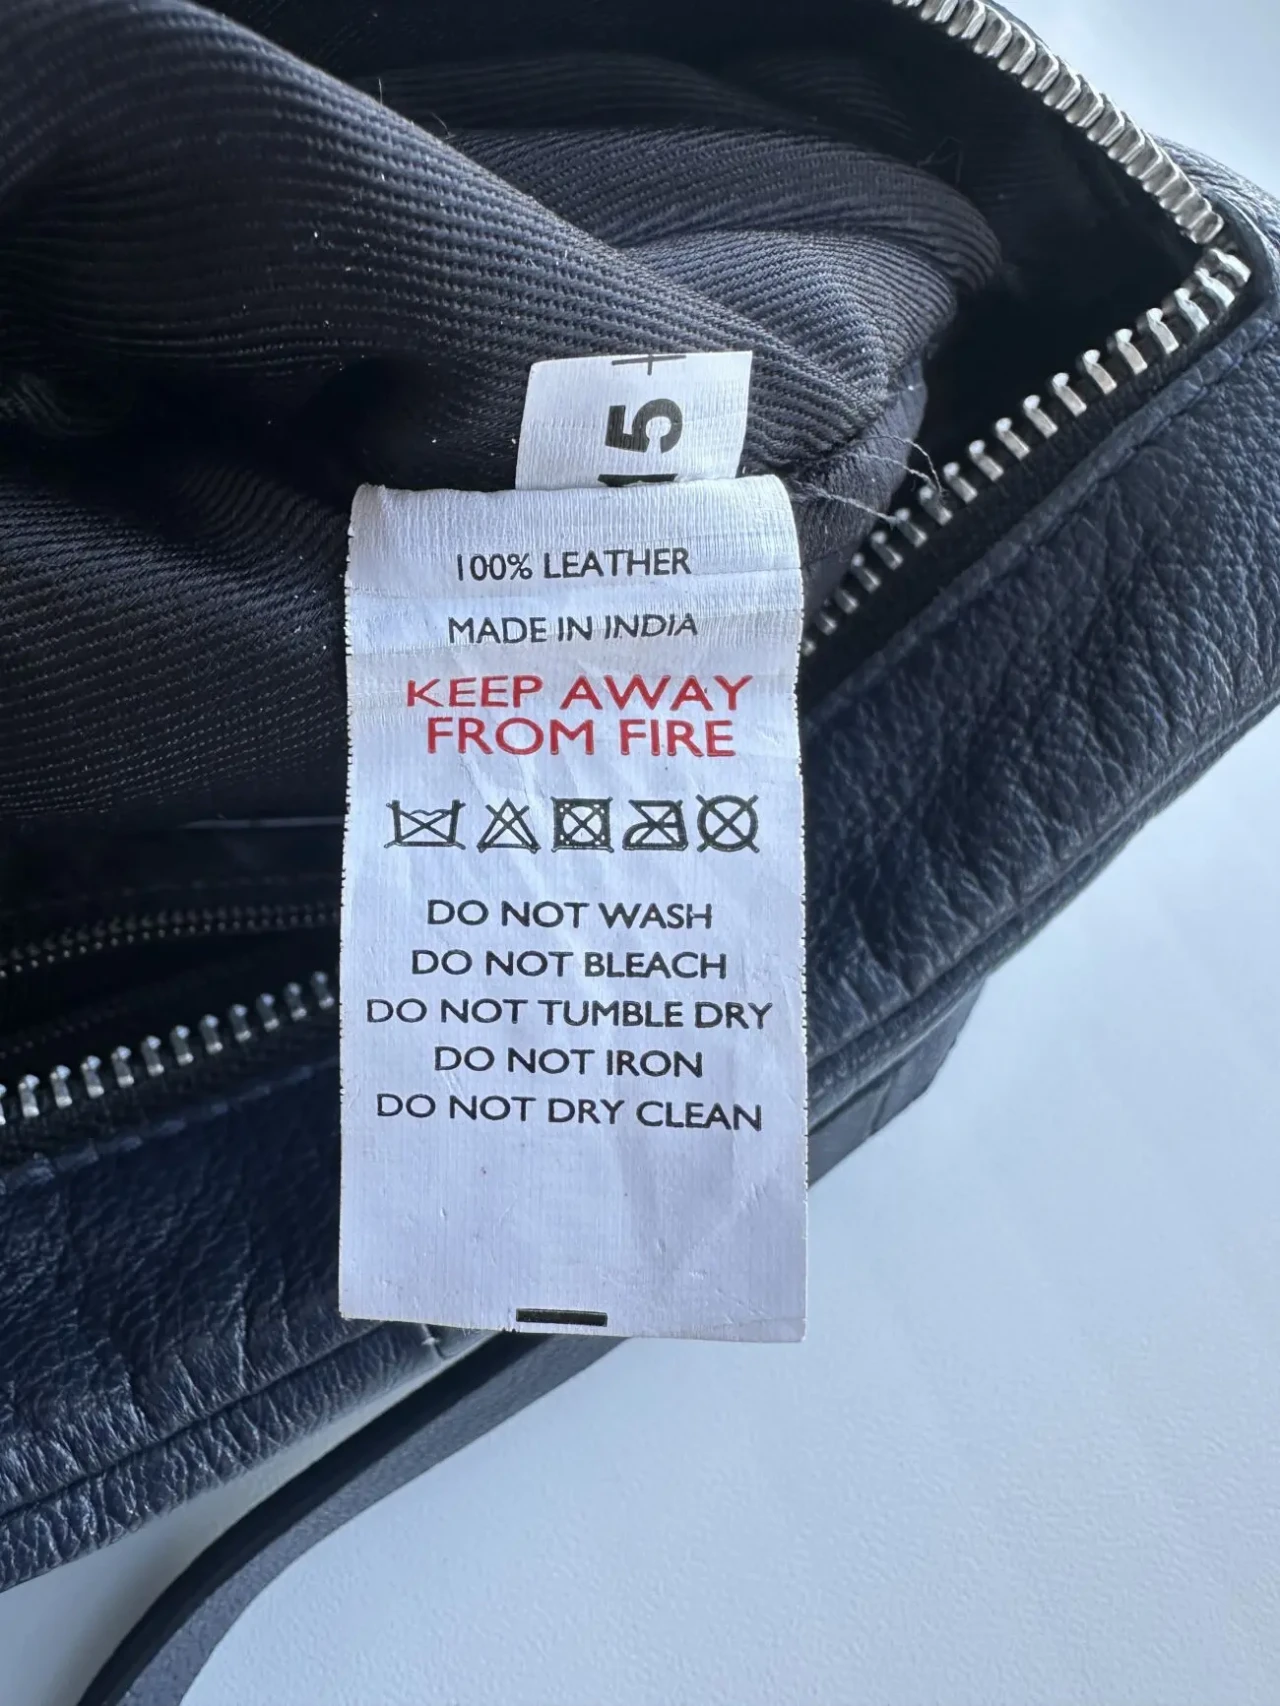 15
100% LEATHER
MADE IN INDIA
KEEP AWAY
FROM FIRE
DO NOT WASH
DO NOT BLEACH
DO NOT TUMBLE DRY
DO NOT IRON
DO NOT DRY CLEAN